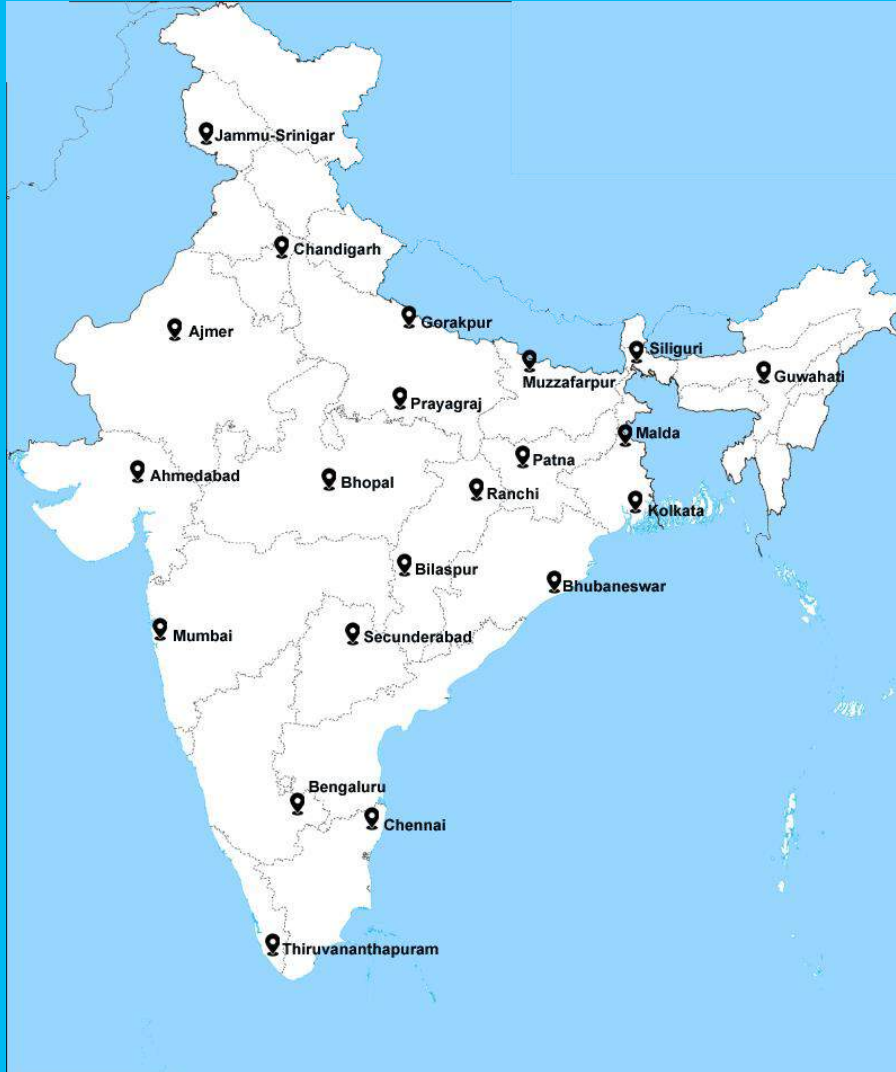 Jammu-Srinigar
Chandigarh
Gorakpur
Ajmer
Siliguri
Guwahati
Muzzafarpur
Prayagraj
Malda
Patna
Ahmedabad
Bhopal
Ranchi
Kolkata
Bilaspur
Bhubaneswar
Mumbai
Secunderabad
Bengaluru
Chennai
Thiruvananthapuram